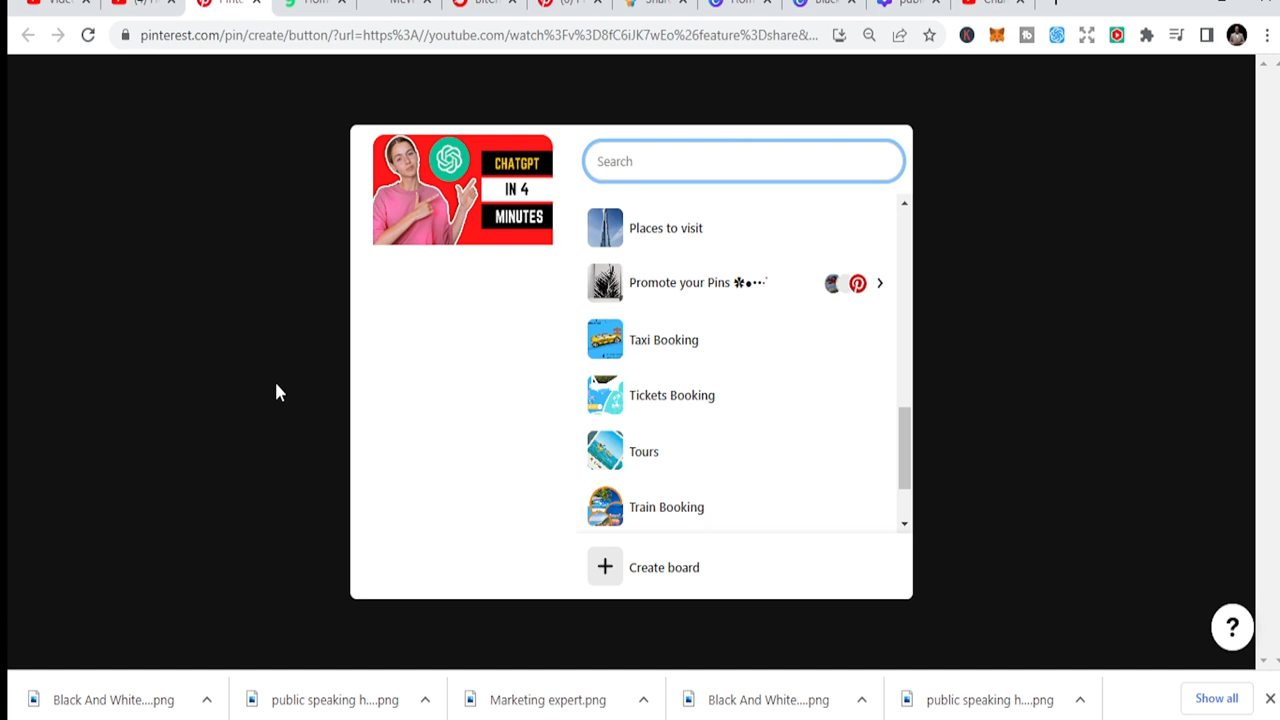 pinterest.com/pin/create/button/?url=https%3A//youtube.com/watch%3Fv%3D8fC6iJK7wEo%26feature%3Dshare&...
CHATGPT
IN 4
MINUTES
Search
Places to visit
Promote your Pins ✽●••·˙
Taxi Booking
Tickets Booking
Tours
Train Booking
+ Create board
?
Black And White....png
public speaking h....png
Marketing expert.png
Black And White....png
public speaking h....png
Show all